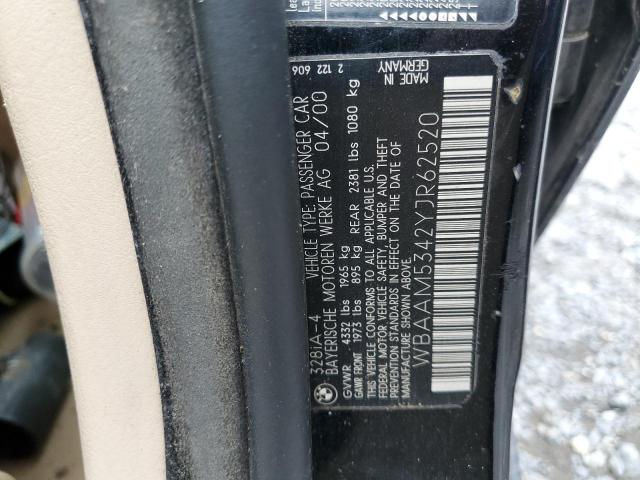 328iA-4 VEHICLE TYPE: PASSENGER CAR
BAYERISCHE MOTOREN WERKE AG 04/00
GVWR 4332 lbs 1965 kg
GAWR FRONT 1973 lbs 895 kg REAR 2381 lbs 1080 kg
THIS VEHICLE CONFORMS TO ALL APPLICABLE U.S.
FEDERAL MOTOR VEHICLE SAFETY, BUMPER AND THEFT
PREVENTION STANDARDS IN EFFECT ON THE DATE OF
MANUFACTURE SHOWN ABOVE.
WBAAM5342YJR62520
2 122 606
MADE IN
GERMANY